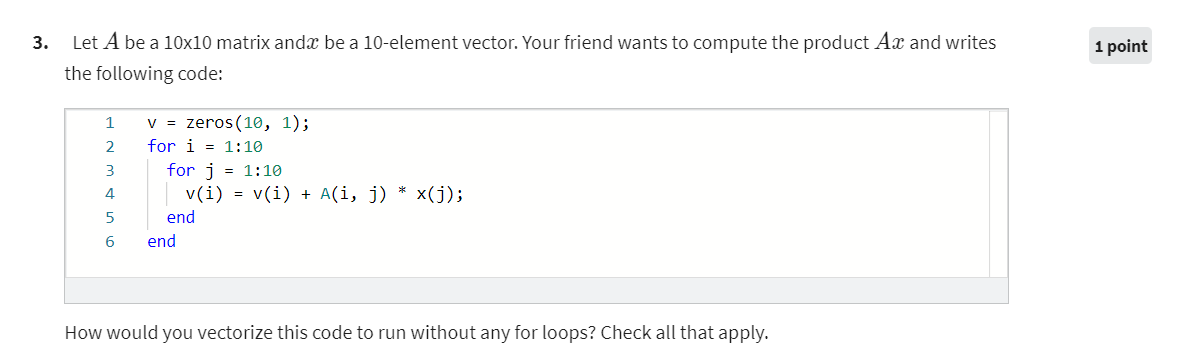 3. Let A be a 10x10 matrix andx be a 10-element vector. Your friend wants to compute the product Ax and writes
the following code:
1 point
1 v = zeros(10, 1);
2 for i = 1:10
3 for j = 1:10
4 v(i) = v(i) + A(i, j) * x(j);
5 end
6 end
How would you vectorize this code to run without any for loops? Check all that apply.